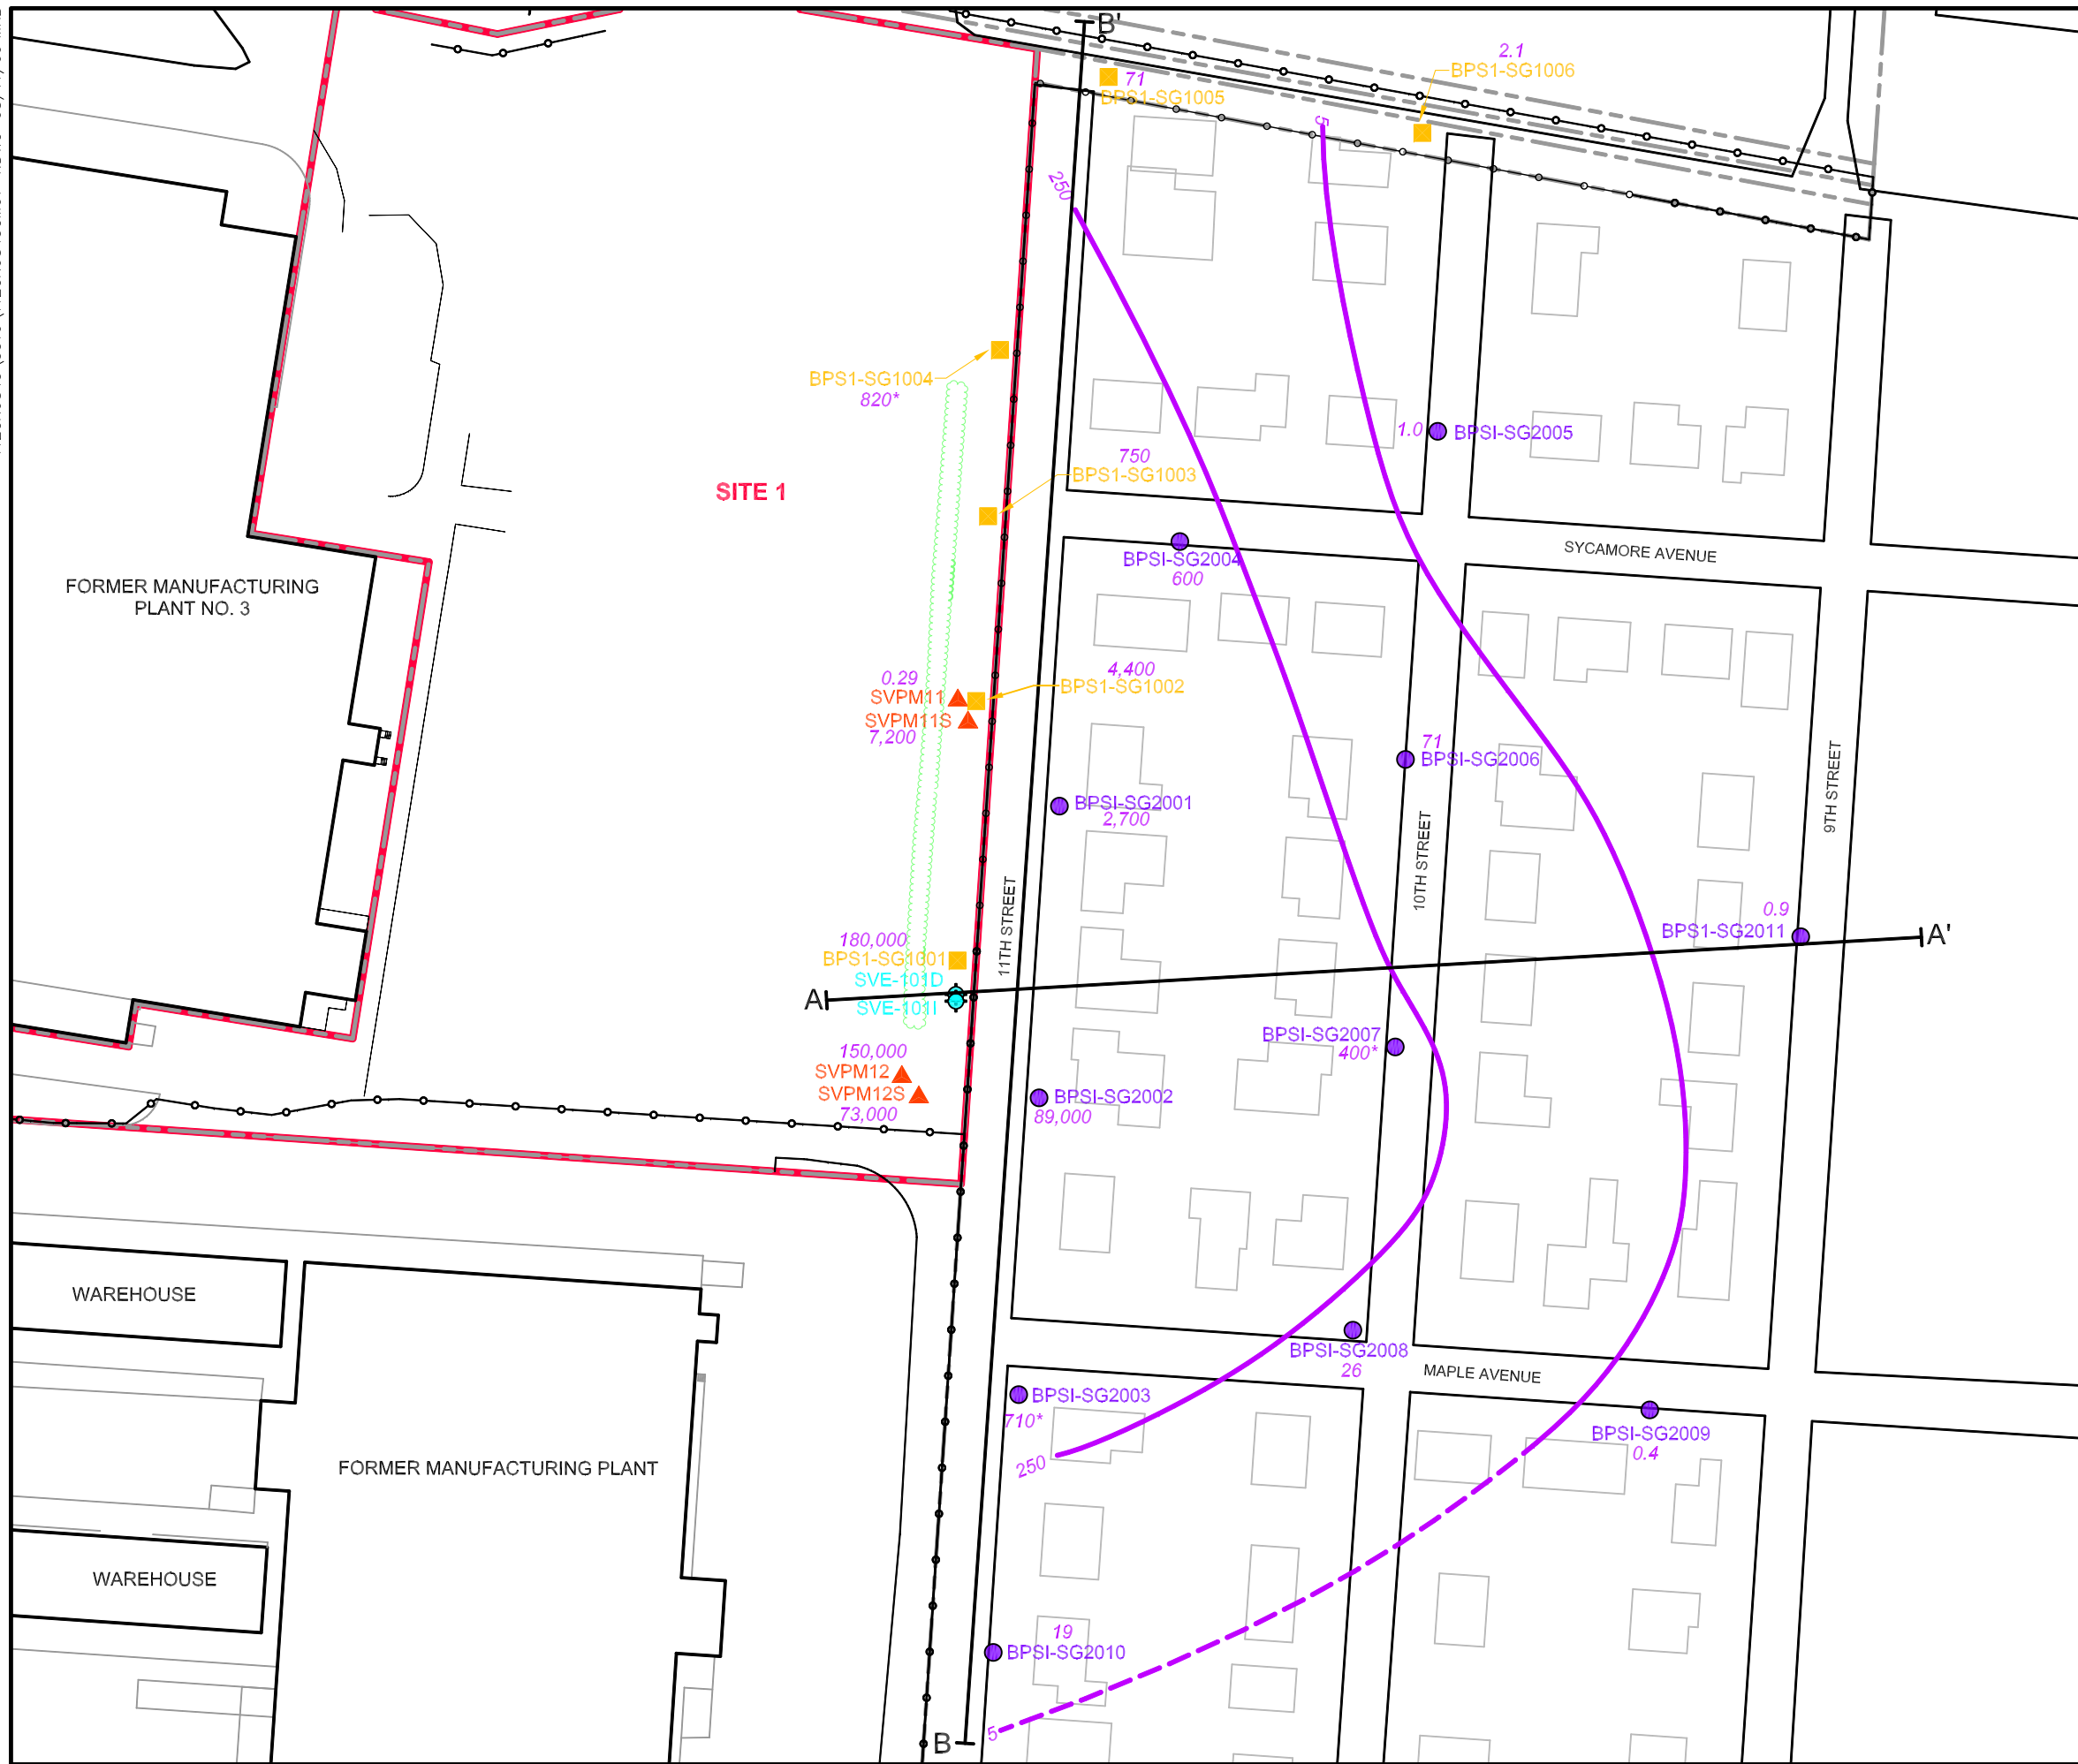 B'
2.1
BPS1-SG1006
71
BPS1-SG1005
5
250
BPS1-SG1004
820*
1.0
BPSI-SG2005
750
BPS1-SG1003
SITE 1
SYCAMORE AVENUE
BPSI-SG2004
600
FORMER MANUFACTURING
PLANT NO. 3
4,400
BPS1-SG1002
0.29
SVPM11
SVPM11S
7,200
71
BPSI-SG2006
BPSI-SG2001
2,700
9TH STREET
10TH STREET
11TH STREET
0.9
BPS1-SG2011
A'
180,000
BPS1-SG1001
SVE-101D
A
SVE-101I
BPSI-SG2007
400*
150,000
SVPM12
SVPM12S
73,000
BPSI-SG2002
89,000
WAREHOUSE
BPSI-SG2008
26
MAPLE AVENUE
BPSI-SG2003
710*
250
BPSI-SG2009
0.4
FORMER MANUFACTURING PLANT
WAREHOUSE
19
BPSI-SG2010
5
B